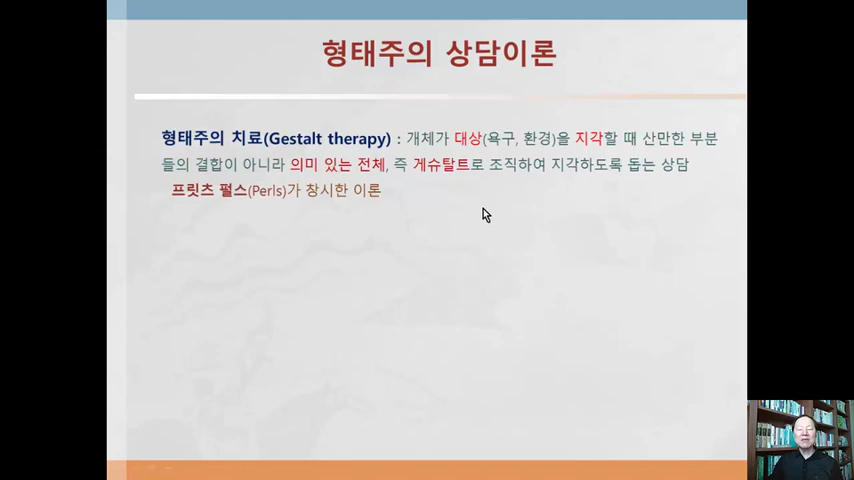 형태주의 상담이론
형태주의 치료(Gestalt therapy) : 개체가 대상(욕구, 환경)을 지각할 때 산만한 부분
들의 결합이 아니라 의미 있는 전체, 즉 게슈탈트로 조직하여 지각하도록 돕는 상담
프릿츠 펄스(Perls)가 창시한 이론